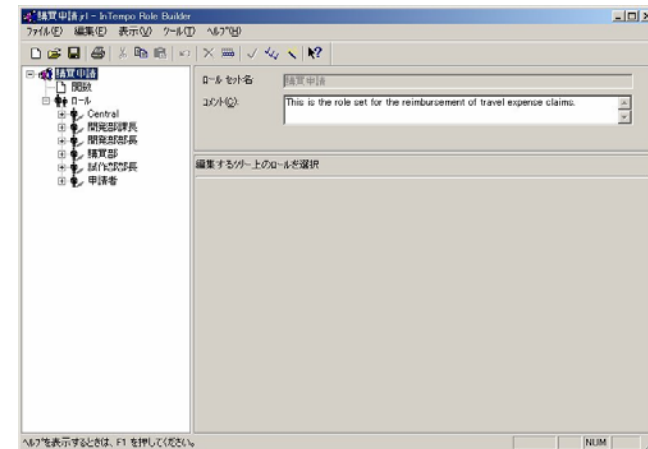 購買申請.jrl - InTempo Role Builder
ファイル(F) 編集(E) 表示(V) ツール(T) ヘルプ(H)
購買申請
関数
ロール
Central
開発部課長
開発部部長
購買部
試作部部長
申請者
ロール セット名: 購買申請
コメント(C): This is the role set for the reimbursement of travel expense claims.
編集するツリー上のロールを選択
ヘルプを表示するときは、F1 を押してください。
NUM